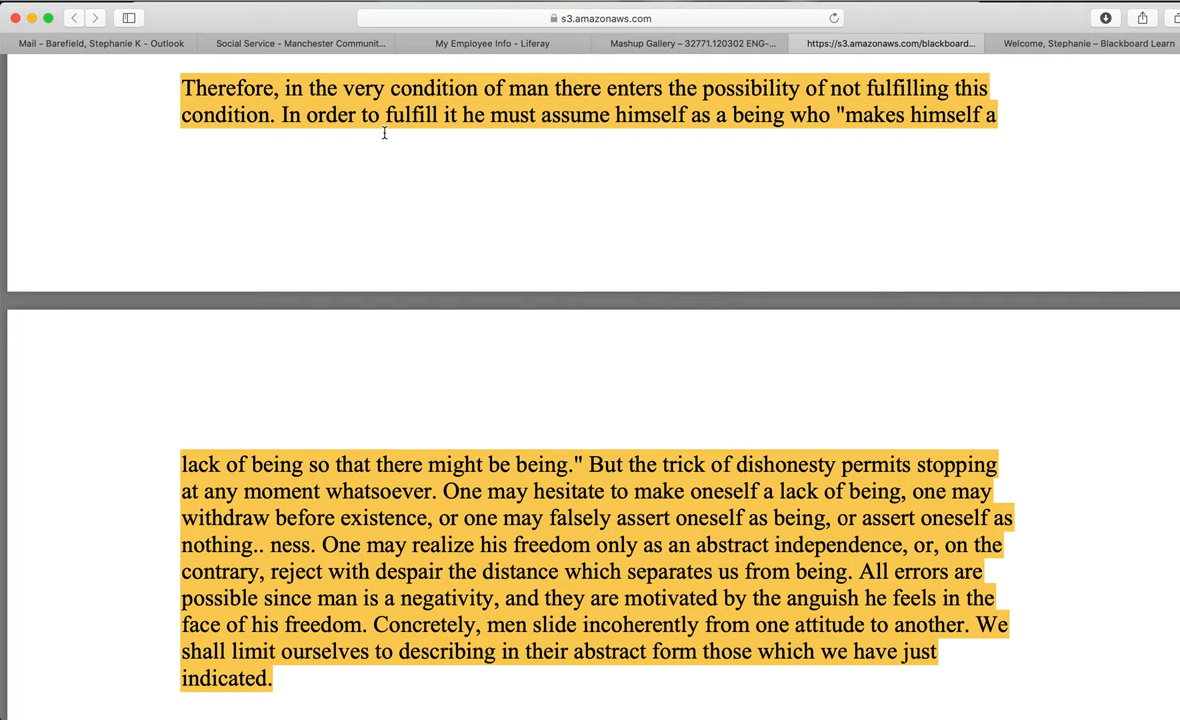 s3.amazonaws.com
Mail - Barefield, Stephanie K - Outlook
Social Service - Manchester Communit...
My Employee Info - Liferay
Mashup Gallery – 32771.120302 ENG-...
https://s3.amazonaws.com/blackboard...
Welcome, Stephanie – Blackboard Learn
Therefore, in the very condition of man there enters the possibility of not fulfilling this
condition. In order to fulfill it he must assume himself as a being who "makes himself a
lack of being so that there might be being." But the trick of dishonesty permits stopping
at any moment whatsoever. One may hesitate to make oneself a lack of being, one may
withdraw before existence, or one may falsely assert oneself as being, or assert oneself as
nothing.. ness. One may realize his freedom only as an abstract independence, or, on the
contrary, reject with despair the distance which separates us from being. All errors are
possible since man is a negativity, and they are motivated by the anguish he feels in the
face of his freedom. Concretely, men slide incoherently from one attitude to another. We
shall limit ourselves to describing in their abstract form those which we have just
indicated.